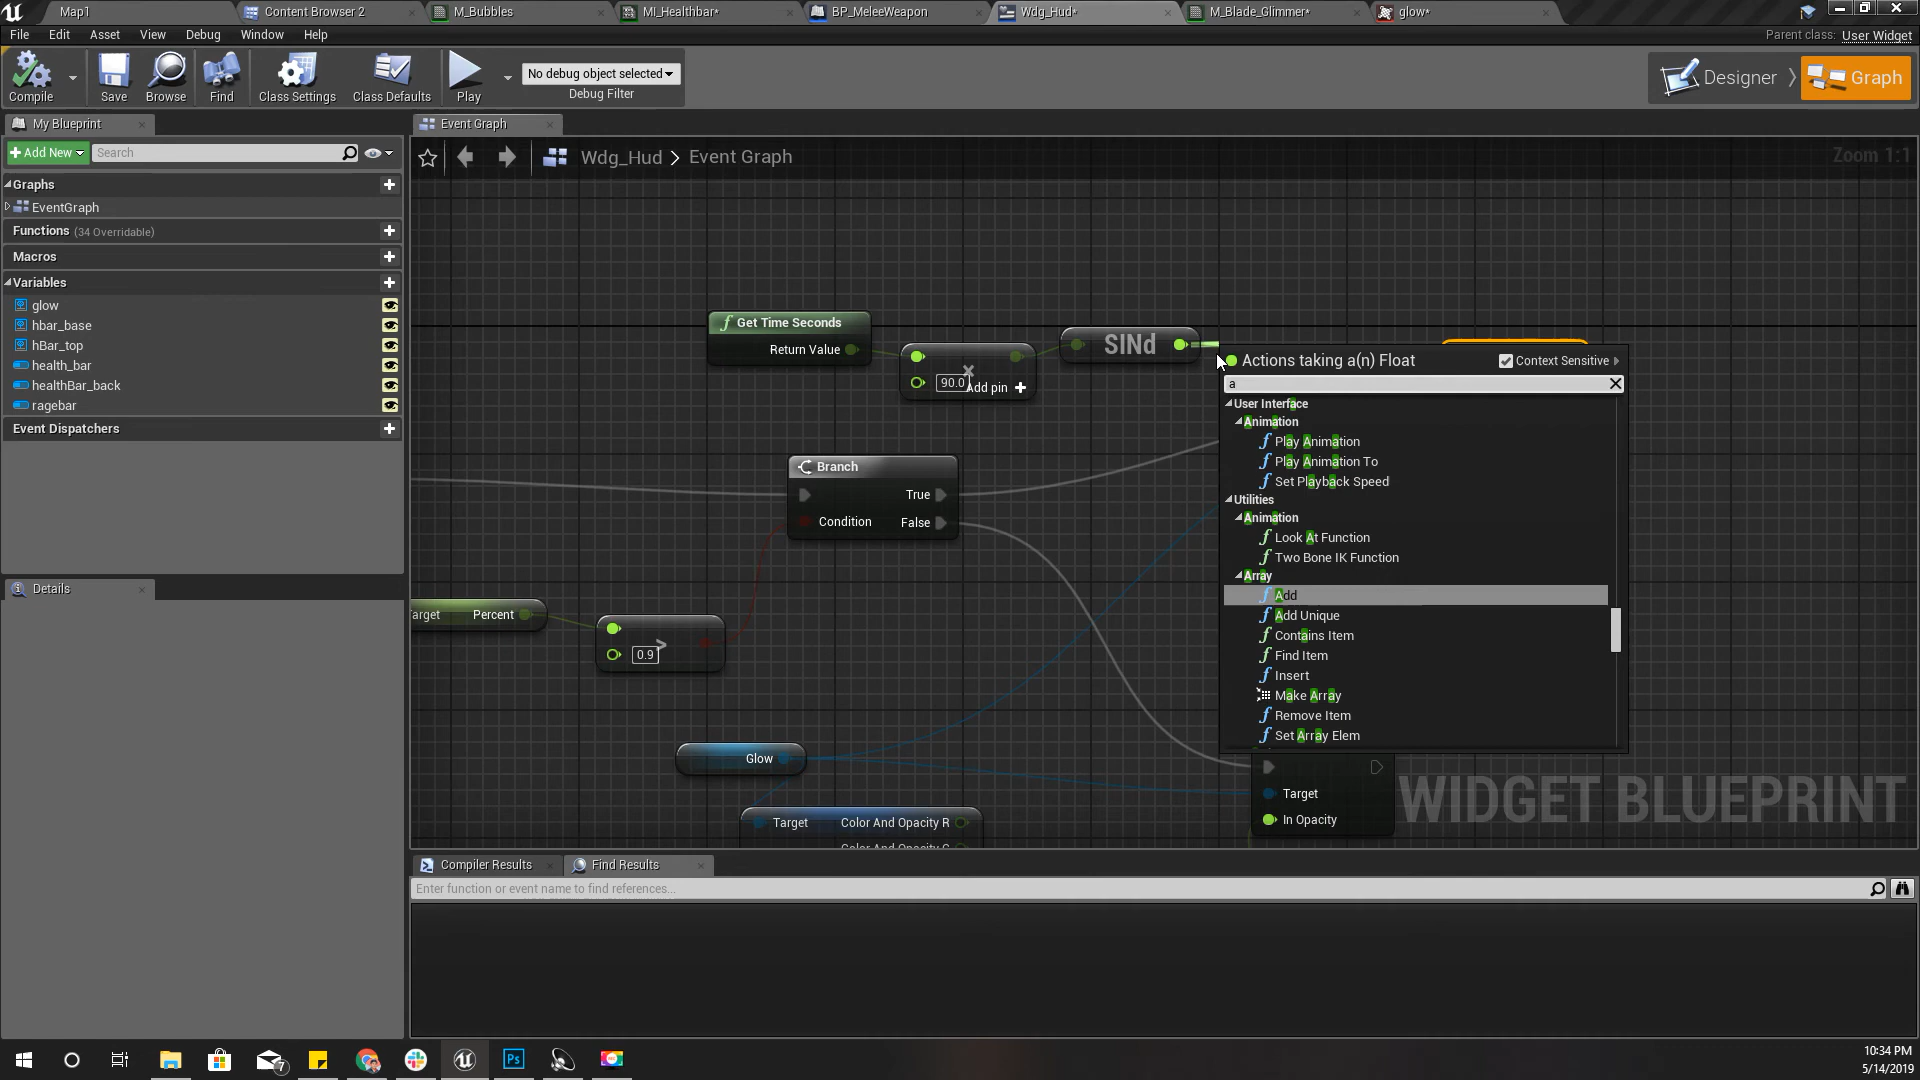 Map1
Content Browser 2
M_Bubbles
MI_Healthbar*
BP_MeleeWeapon
Wdg_Hud*
M_Blade_Glimmer*
glow*
File Edit Asset View Debug Window Help
Parent class: User Widget
Compile
Save
Browse
Find
Class Settings
Class Defaults
Play
No debug object selected
Debug Filter
Designer
Graph
My Blueprint
Event Graph
Add New
Search
Wdg_Hud > Event Graph
Zoom 1:1
Graphs
EventGraph
Functions (34 Overridable)
Macros
Variables
glow
hbar_base
hBar_top
health_bar
healthBar_back
ragebar
Event Dispatchers
Details
Get Time Seconds
Return Value
90.0
Add pin +
SINd
Branch
True
Condition
False
Percent
>
0.9
Glow
Target
Color And Opacity R
Actions taking a(n) Float
Context Sensitive
a
User Interface
Animation
Play Animation
Play Animation To
Set Playback Speed
Utilities
Animation
Look At Function
Two Bone IK Function
Array
Add
Add Unique
Contains Item
Find Item
Insert
Make Array
Remove Item
Set Array Elem
Target
In Opacity
WIDGET BLUEPRINT
Compiler Results
Find Results
Enter function or event name to find references...
7
Ps
10:34 PM
5/14/2019